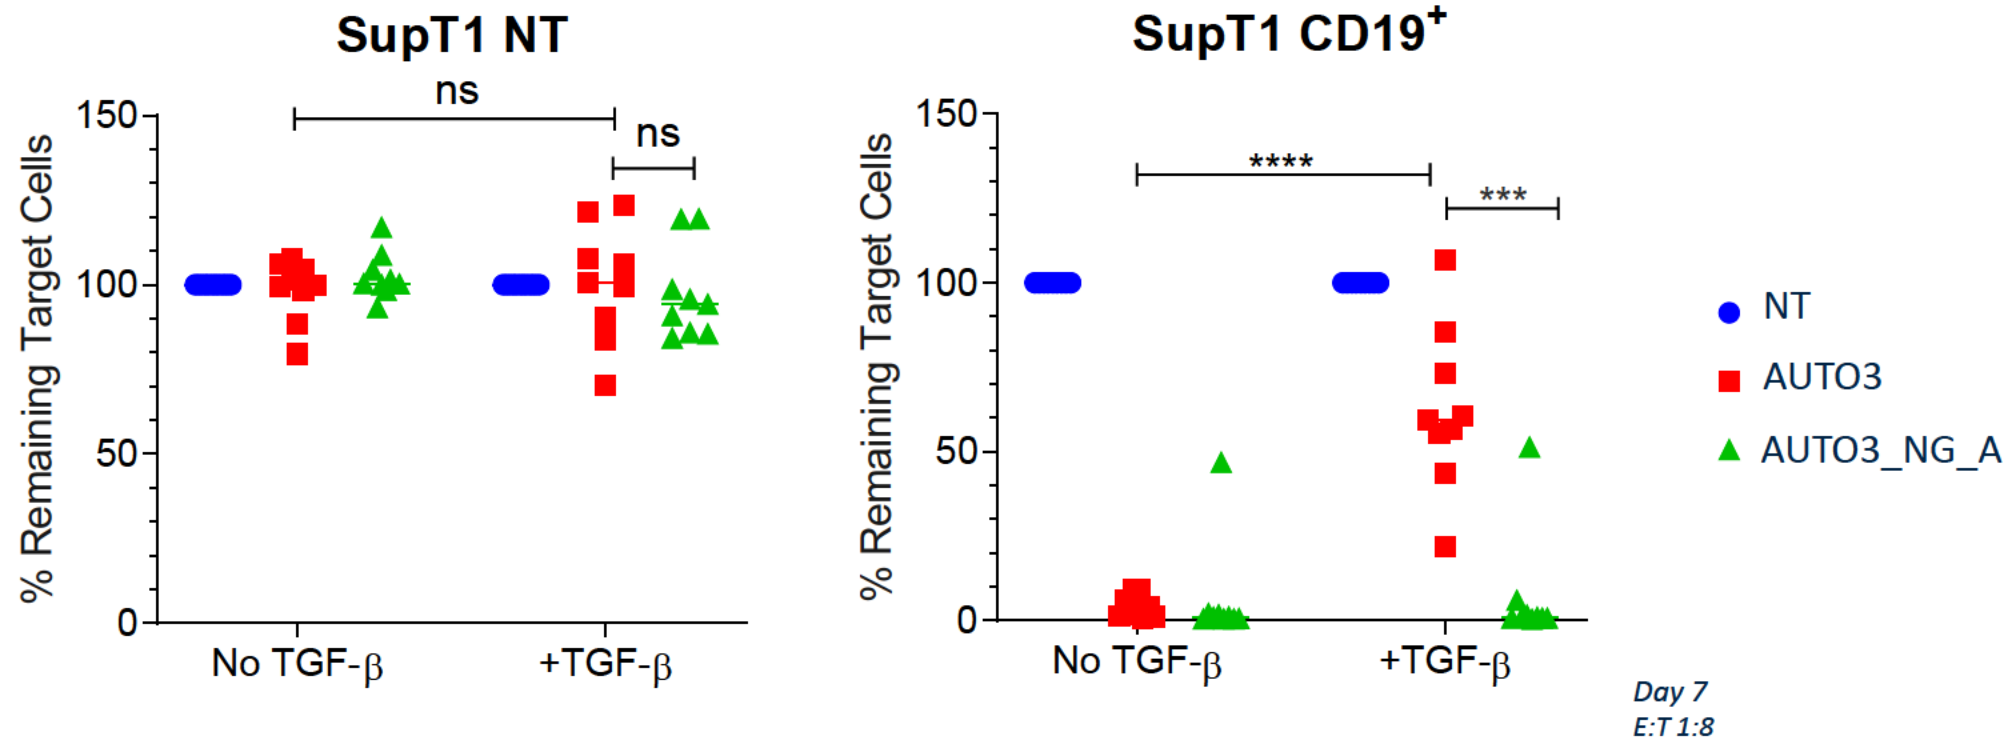 SupT1 NT
ns
ns
% Remaining Target Cells
150
100
50
0
No TGF-β
+TGF-β
SupT1 CD19⁺
****
***
% Remaining Target Cells
150
100
50
0
No TGF-β
+TGF-β
NT
AUTO3
AUTO3_NG_A
Day 7
E:T 1:8